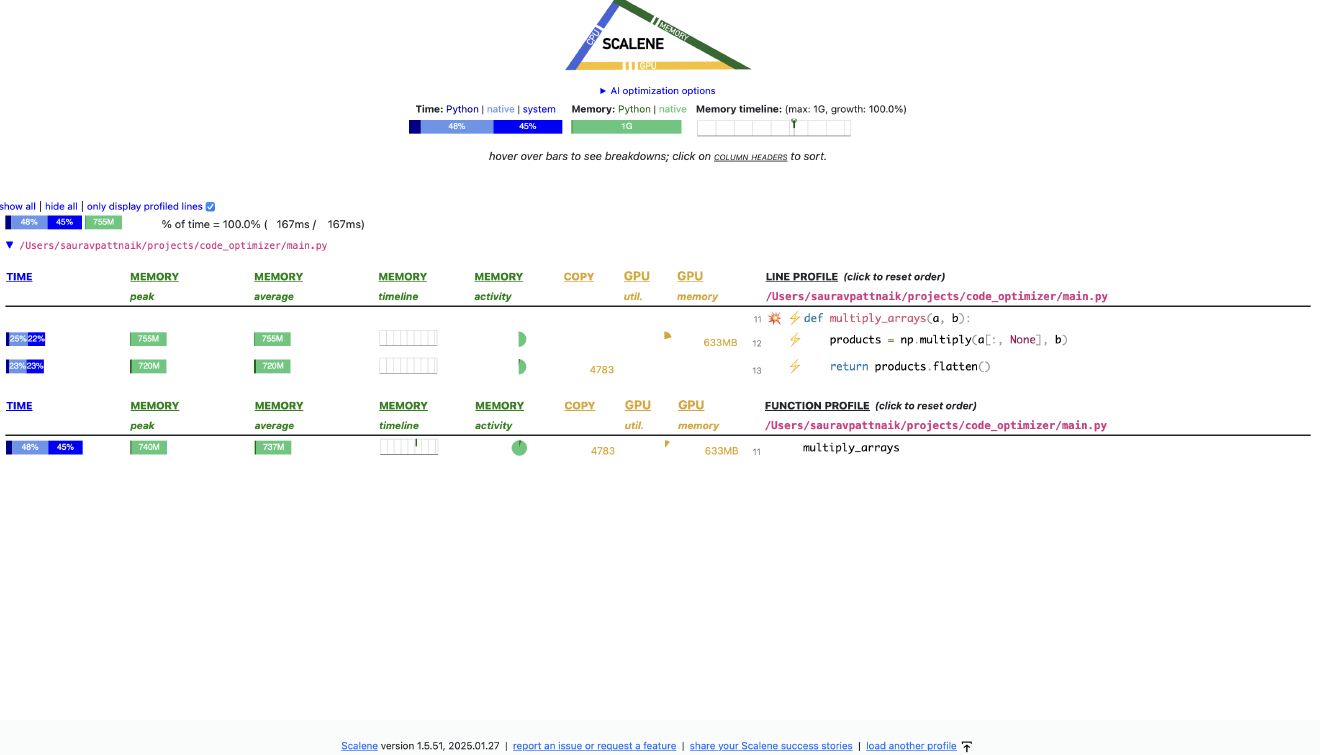 CPU
MEMORY
SCALENE
GPU
▶ AI optimization options
Time: Python | native | system Memory: Python | native Memory timeline: (max: 1G, growth: 100.0%)
48% 45% 1G
hover over bars to see breakdowns; click on COLUMN HEADERS to sort.
show all | hide all | only display profiled lines
48% 45% 755M % of time = 100.0% ( 167ms / 167ms)
▼ /Users/sauravpattnaik/projects/code_optimizer/main.py
TIME MEMORY MEMORY MEMORY MEMORY COPY GPU GPU LINE PROFILE (click to reset order)
peak average timeline activity util. memory /Users/sauravpattnaik/projects/code_optimizer/main.py
11 💥 ⚡ def multiply_arrays(a, b):
25% 22% 755M 755M 633MB 12 ⚡ products = np.multiply(a[:, None], b)
23% 23% 720M 720M 4783 13 ⚡ return products.flatten()
TIME MEMORY MEMORY MEMORY MEMORY COPY GPU GPU FUNCTION PROFILE (click to reset order)
peak average timeline activity util. memory /Users/sauravpattnaik/projects/code_optimizer/main.py
48% 45% 740M 737M 4783 633MB 11 multiply_arrays
Scalene version 1.5.51, 2025.01.27 | report an issue or request a feature | share your Scalene success stories | load another profile